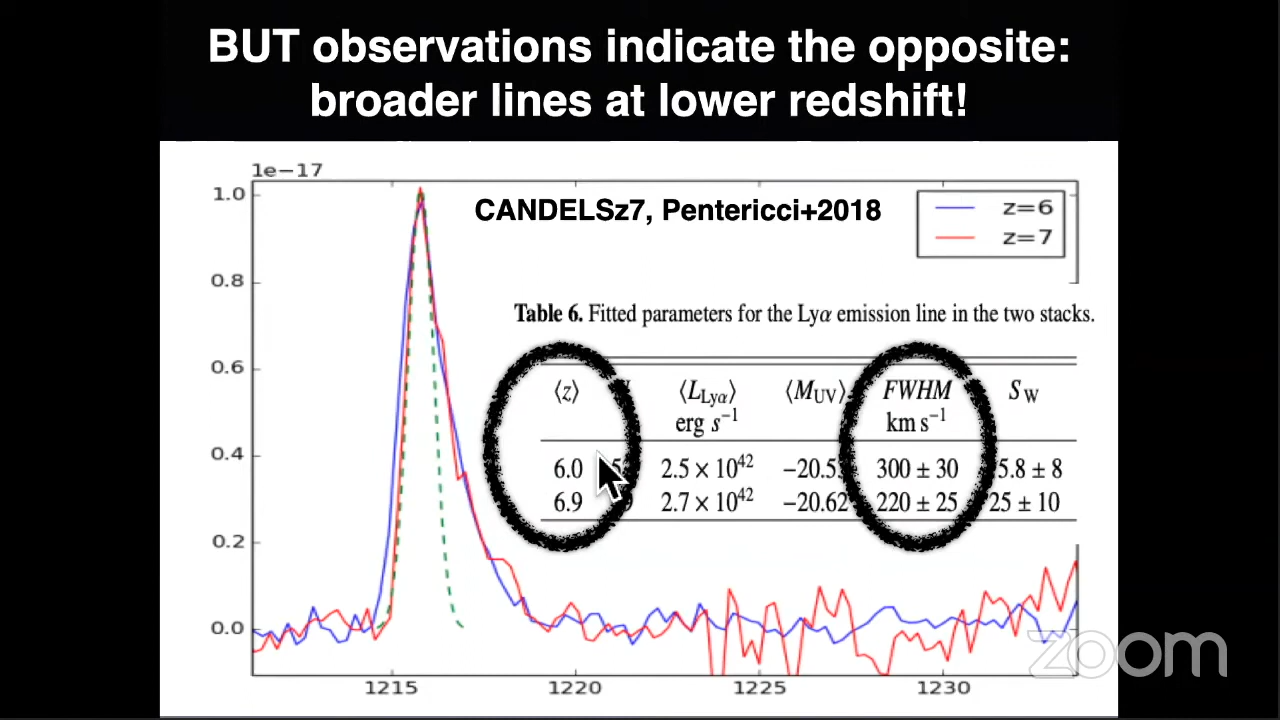 BUT observations indicate the opposite:
broader lines at lower redshift!
1e−17
CANDELSz7, Pentericci+2018
z=6
z=7
1.0
0.8
0.6
0.4
0.2
0.0
Table 6. Fitted parameters for the Lyα emission line in the two stacks.
⟨z⟩ ⟨L_Lyα⟩ ⟨M_UV⟩ FWHM S_W
erg s⁻¹ km s⁻¹
6.0 2.5 × 10⁴² 300 ± 30 5.8 ± 8
6.9 2.7 × 10⁴² −20.62 220 ± 25 25 ± 10
1215 1220 1225 1230
zoom